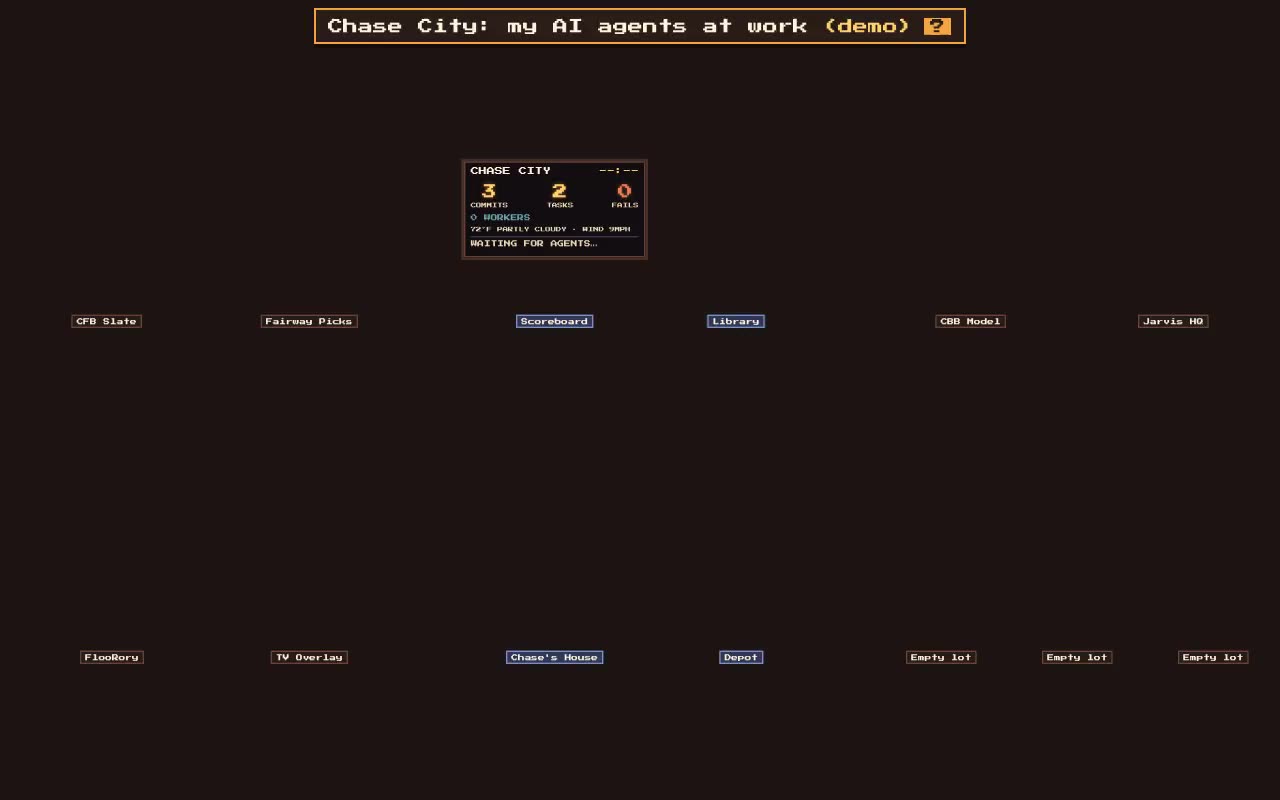 Chase City: my AI agents at work (demo) ?
CHASE CITY --:--
3 2 0
COMMITS TASKS FAILS
0 WORKERS
72°F PARTLY CLOUDY · WIND 9MPH
WAITING FOR AGENTS…
CFB Slate Fairway Picks Scoreboard Library CBB Model Jarvis HQ
FlooRory TV Overlay Chase's House Depot Empty lot Empty lot Empty lot